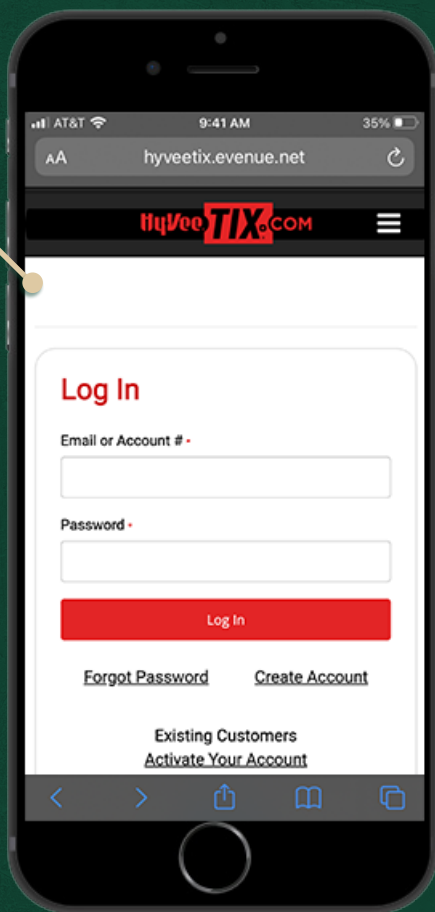 AT&T 9:41 AM 35%
AA hyveetix.evenue.net
HyVeeTIX.COM
Log In
Email or Account # *
Password *
Log In
Forgot Password Create Account
Existing Customers
Activate Your Account